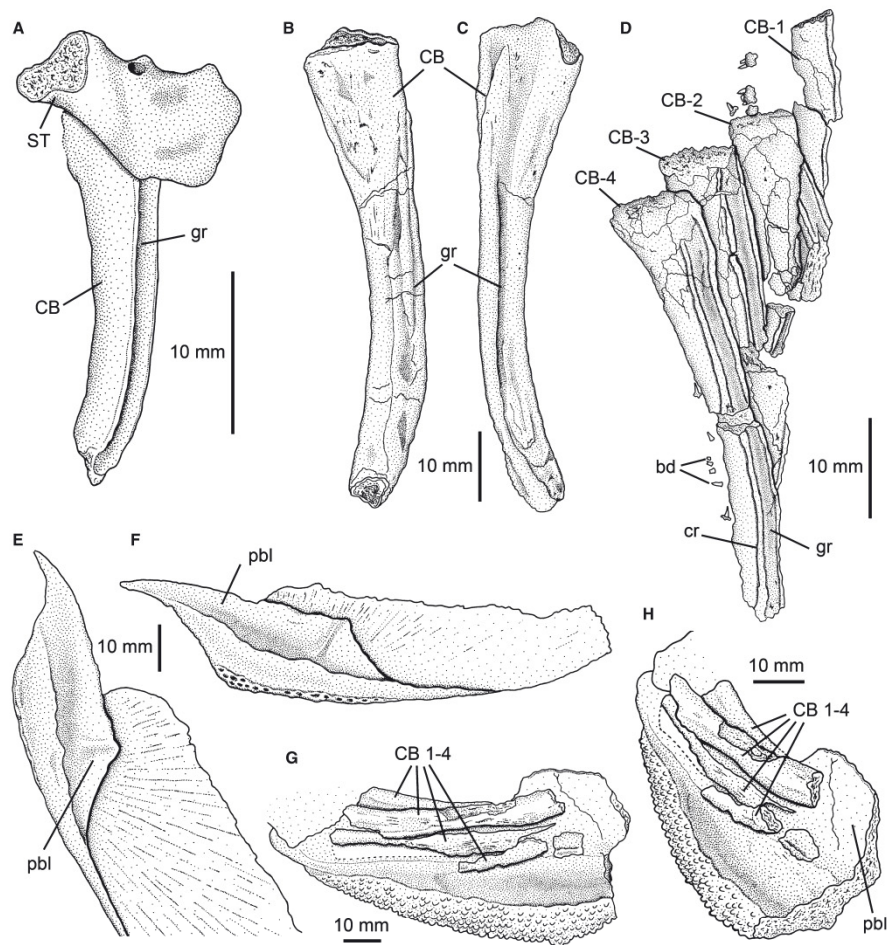 A
ST
gr
CB
10 mm
B
C
CB
gr
10 mm
D
CB-1
CB-2
CB-3
CB-4
bd
cr
gr
10 mm
E
pbl
10 mm
F
pbl
G
CB 1-4
10 mm
H
10 mm
CB 1-4
pbl